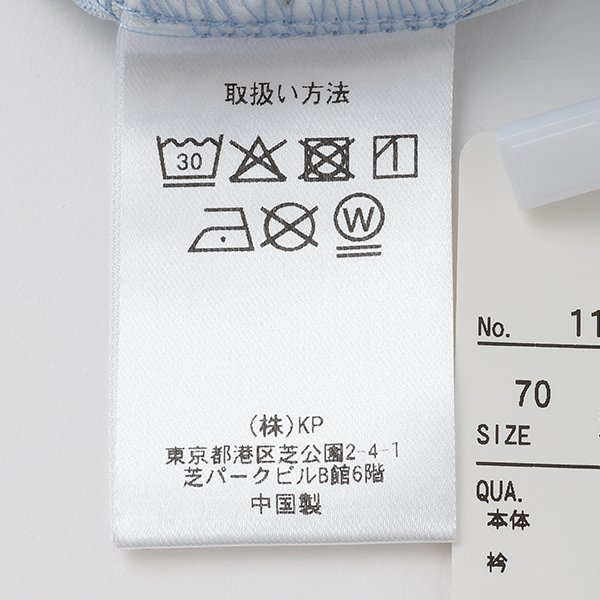 取扱い方法
30
W
(株)KP
東京都港区芝公園2-4-1
芝パークビルB館6階
中国製
No. 11
70
SIZE
QUA.
本体
衿